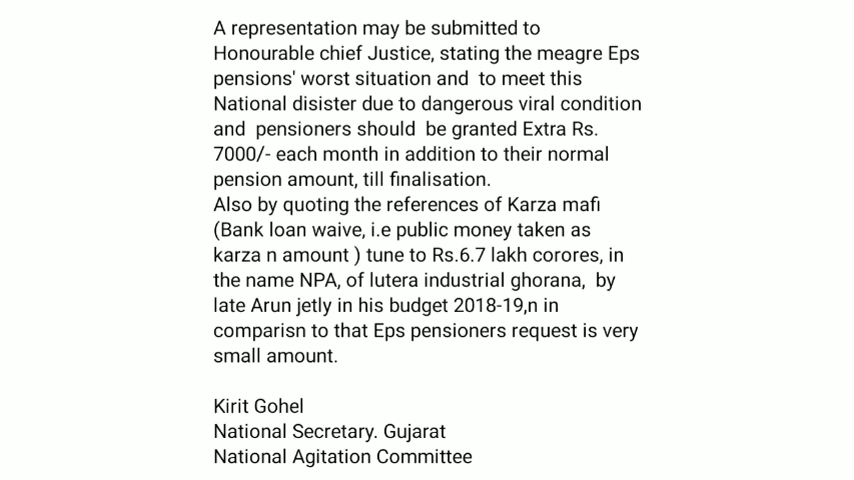 A representation may be submitted to
Honourable chief Justice, stating the meagre Eps
pensions' worst situation and  to meet this
National disister due to dangerous viral condition
and  pensioners should  be granted Extra Rs.
7000/- each month in addition to their normal
pension amount, till finalisation.
Also by quoting the references of Karza mafi
(Bank loan waive, i.e public money taken as
karza n amount ) tune to Rs.6.7 lakh corores, in
the name NPA, of lutera industrial ghorana,  by
late Arun jetly in his budget 2018-19,n in
comparisn to that Eps pensioners request is very
small amount.

Kirit Gohel
National Secretary. Gujarat
National Agitation Committee